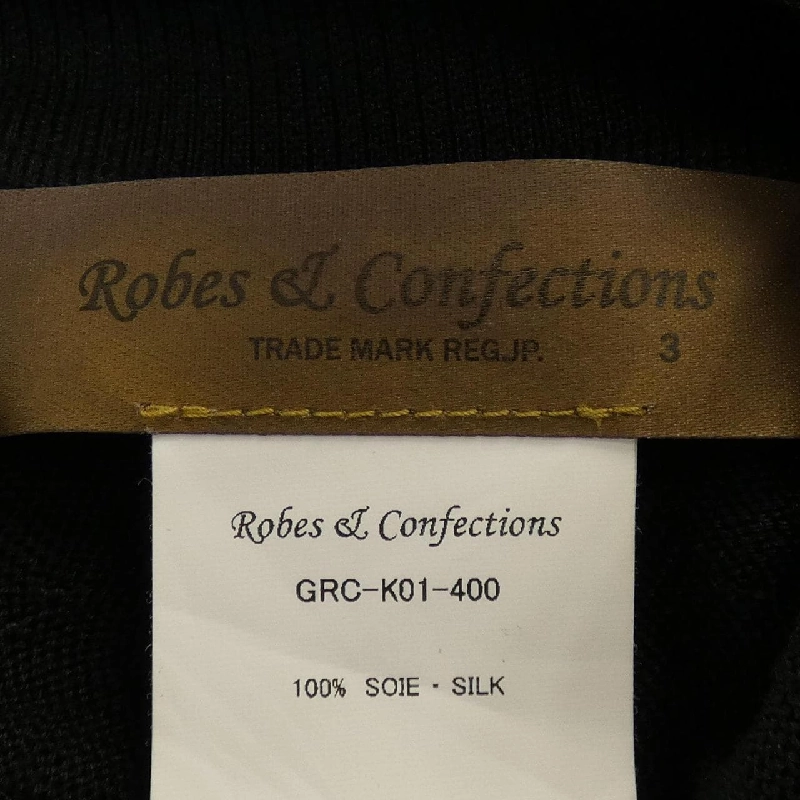 Robes & Confections
TRADE MARK REG.JP. 3
Robes & Confections
GRC-K01-400
100% SOIE・SILK